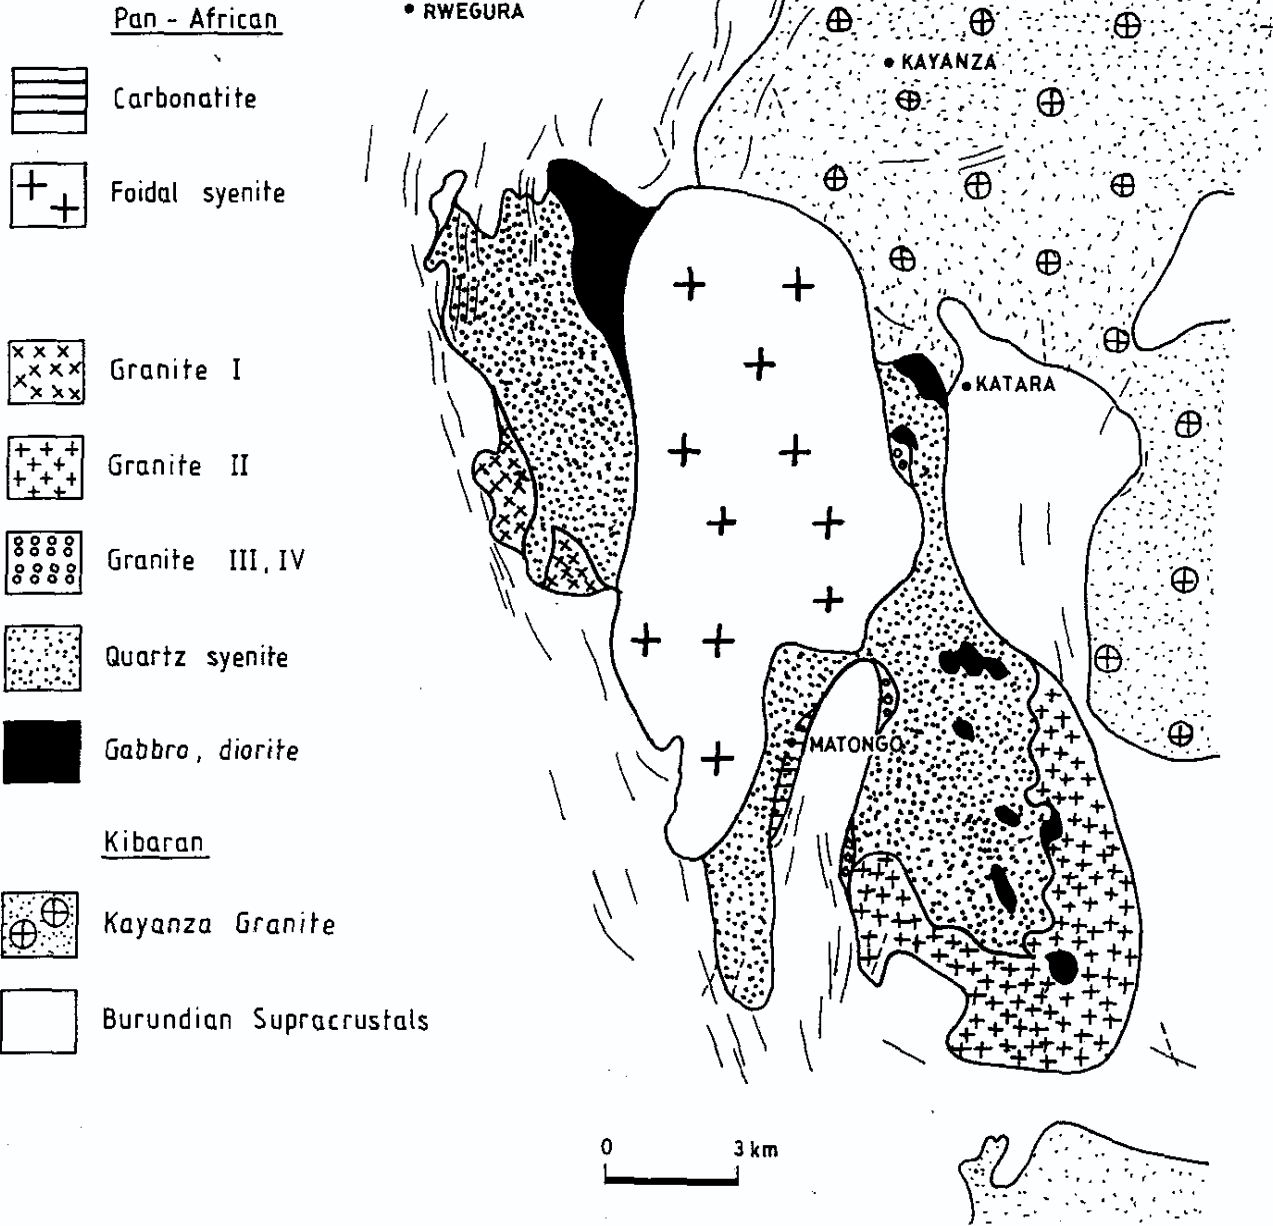 Pan - African
Carbonatite
Foidal syenite
Granite I
Granite II
Granite III, IV
Quartz syenite
Gabbro, diorite
Kibaran
Kayanza Granite
Burundian Supracrustals
RWEGURA
KAYANZA
KATARA
MATONGO
0 3 km